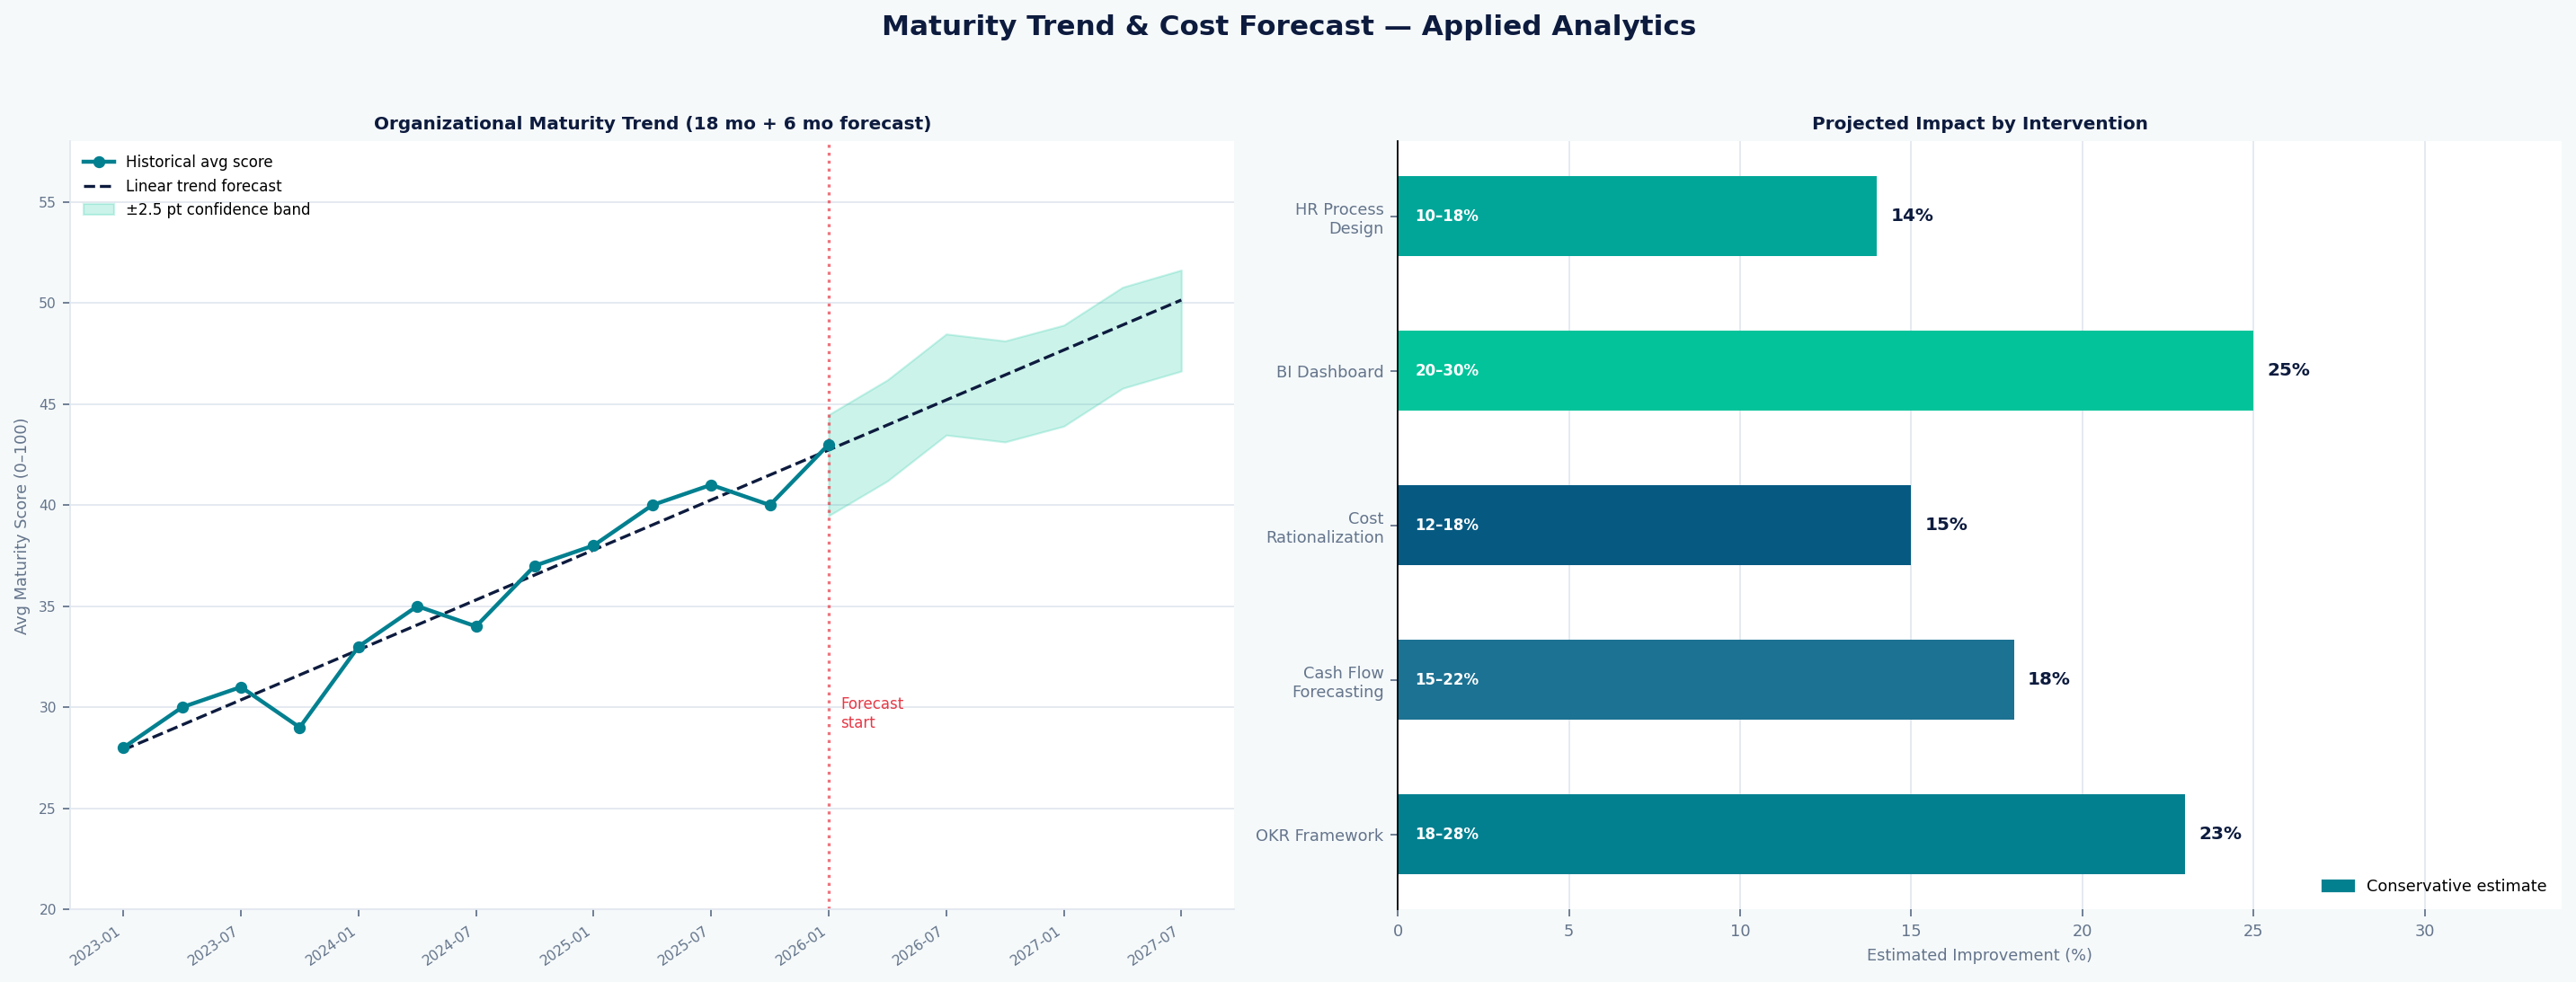 Maturity Trend & Cost Forecast — Applied Analytics
Organizational Maturity Trend (18 mo + 6 mo forecast)
Historical avg score
Linear trend forecast
±2.5 pt confidence band
Avg Maturity Score (0–100)
55
50
45
40
35
30
25
20
Forecast
start
2023-01
2023-07
2024-01
2024-07
2025-01
2025-07
2026-01
2026-07
2027-01
2027-07
Projected Impact by Intervention
HR Process
Design
10–18%
14%
BI Dashboard
20–30%
25%
Cost
Rationalization
12–18%
15%
Cash Flow
Forecasting
15–22%
18%
OKR Framework
18–28%
23%
Conservative estimate
0
5
10
15
20
25
30
Estimated Improvement (%)